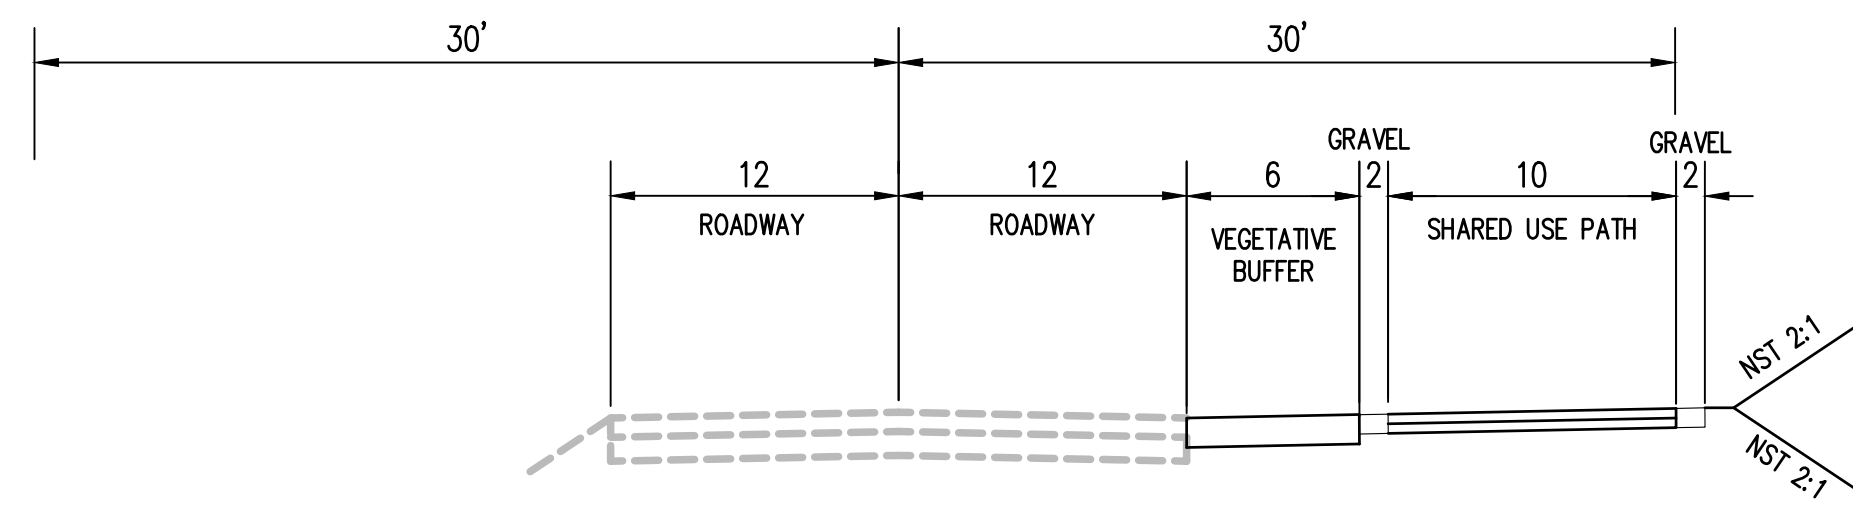 30' 30'
GRAVEL GRAVEL
12 12 6 2 10 2
ROADWAY ROADWAY VEGETATIVE BUFFER SHARED USE PATH
NST 2:1
NST 2:1